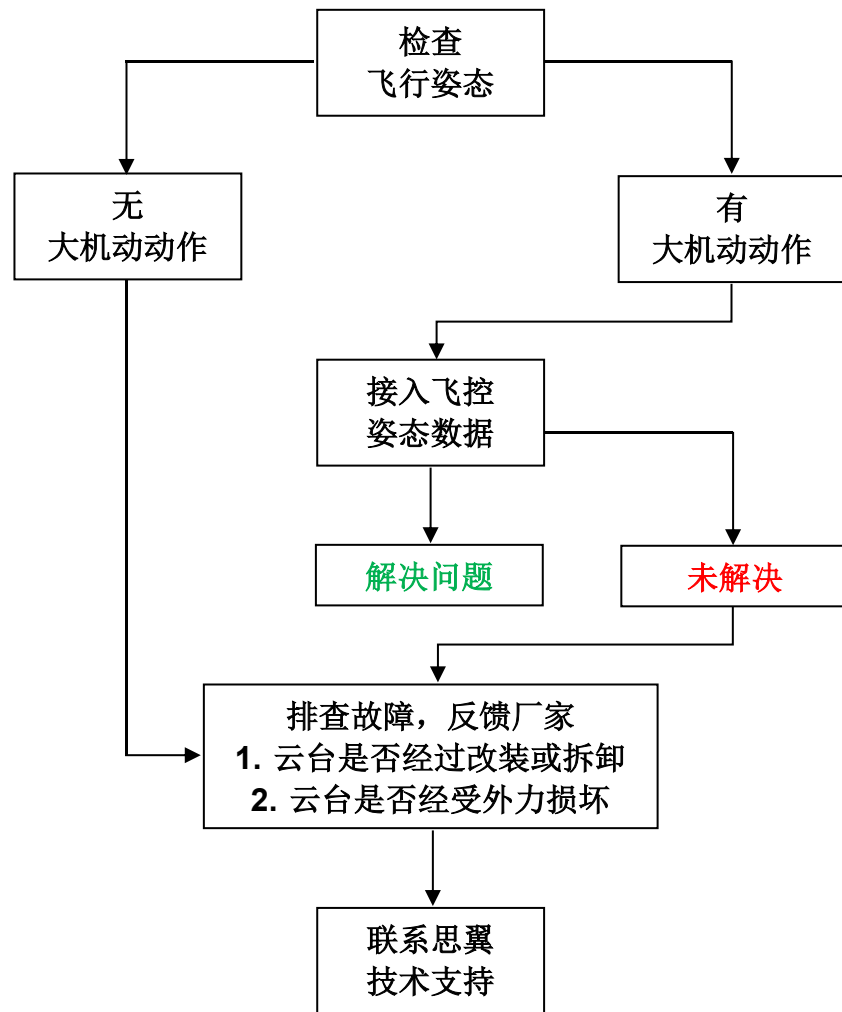 检查
飞行姿态
无
大机动动作
有
大机动动作
接入飞控
姿态数据
解决问题
未解决
排查故障，反馈厂家
1. 云台是否经过改装或拆卸
2. 云台是否经受外力损坏
联系思翼
技术支持